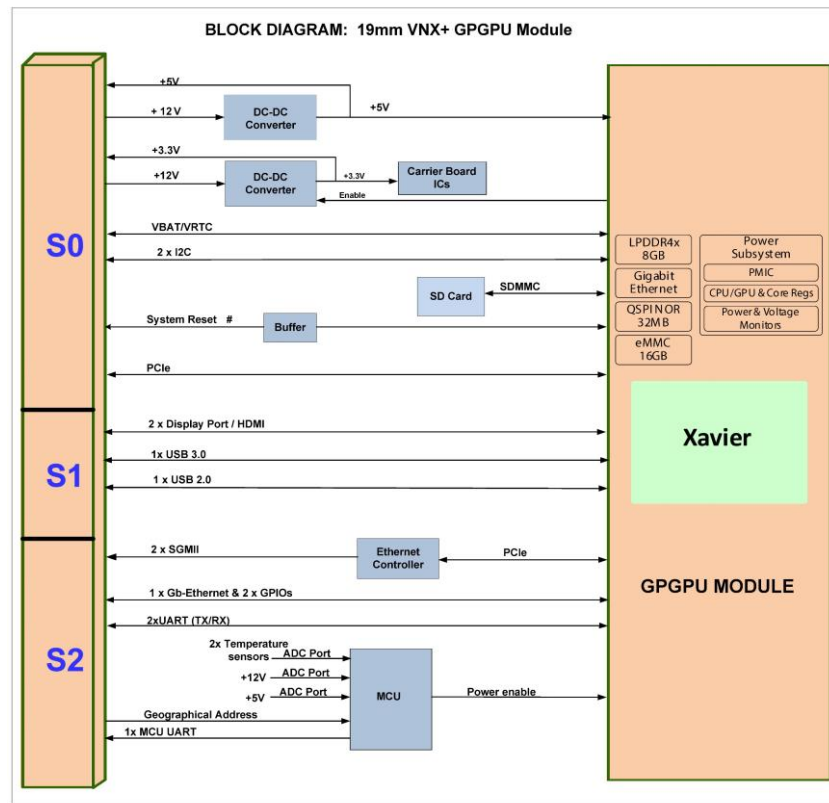 BLOCK DIAGRAM: 19mm VNX+ GPGPU Module
+5V
+ 12 V
DC-DC
Converter
+5V
+3.3V
+12V
DC-DC
Converter
+3.3V
Carrier Board
ICs
Enable
S0
VBAT/VRTC
2 x I2C
SD Card
SDMMC
System Reset #
Buffer
PCIe
LPDDR4x
8GB
Gigabit
Ethernet
QSPI NOR
32MB
eMMC
16GB
Power
Subsystem
PMIC
CPU/GPU & Core Regs
Power& Voltage
Monitors
Xavier
S1
2 x Display Port / HDMI
1x USB 3.0
1 x USB 2.0
S2
2 x SGMII
Ethernet
Controller
PCIe
1 x Gb-Ethernet & 2 x GPIOs
2xUART (TX/RX)
GPGPU MODULE
2x Temperature
sensors
ADC Port
+12V
ADC Port
+5V
ADC Port
MCU
Power enable
Geographical Address
1x MCU UART